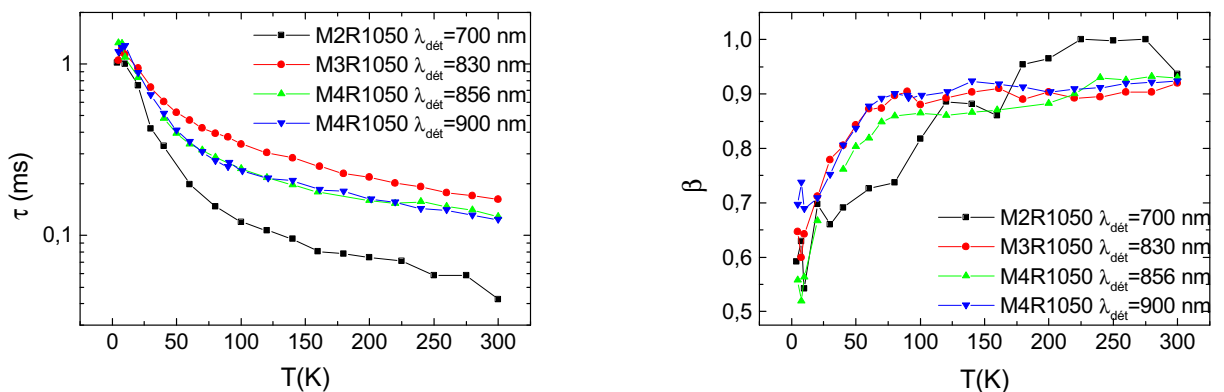 M2R1050 λdét=700 nm
M3R1050 λdét=830 nm
M4R1050 λdét=856 nm
M4R1050 λdét=900 nm
1
0,1
τ (ms)
0 50 100 150 200 250 300
T(K)
1,0
0,9
0,8
0,7
0,6
0,5
β
M2R1050 λdét=700 nm
M3R1050 λdét=830 nm
M4R1050 λdét=856 nm
M4R1050 λdét=900 nm
0 50 100 150 200 250 300
T(K)